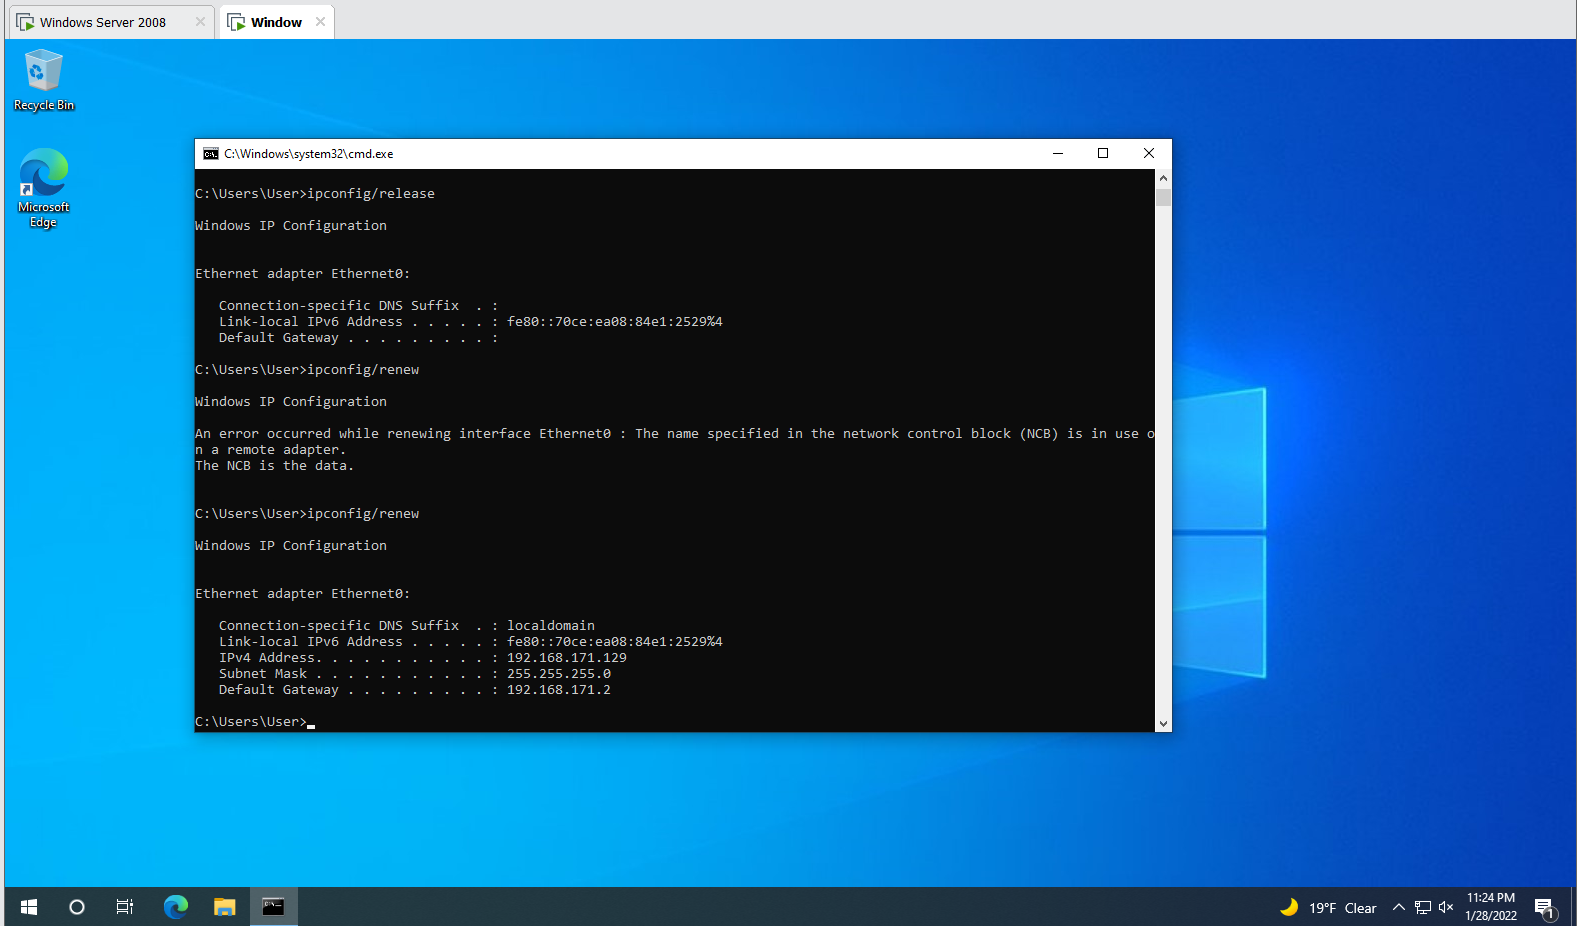 Windows Server 2008
Window
Recycle Bin
Microsoft
Edge
C:\Windows\system32\cmd.exe
C:\Users\User>ipconfig/release
Windows IP Configuration
Ethernet adapter Ethernet0:
Connection-specific DNS Suffix  . :
Link-local IPv6 Address . . . . . : fe80::70ce:ea08:84e1:2529%4
Default Gateway . . . . . . . . . :
C:\Users\User>ipconfig/renew
Windows IP Configuration
An error occurred while renewing interface Ethernet0 : The name specified in the network control block (NCB) is in use o
n a remote adapter.
The NCB is the data.
C:\Users\User>ipconfig/renew
Windows IP Configuration
Ethernet adapter Ethernet0:
Connection-specific DNS Suffix  . : localdomain
Link-local IPv6 Address . . . . . : fe80::70ce:ea08:84e1:2529%4
IPv4 Address. . . . . . . . . . . : 192.168.171.129
Subnet Mask . . . . . . . . . . . : 255.255.255.0
Default Gateway . . . . . . . . . : 192.168.171.2
C:\Users\User>
19°F Clear
11:24 PM
1/28/2022
1